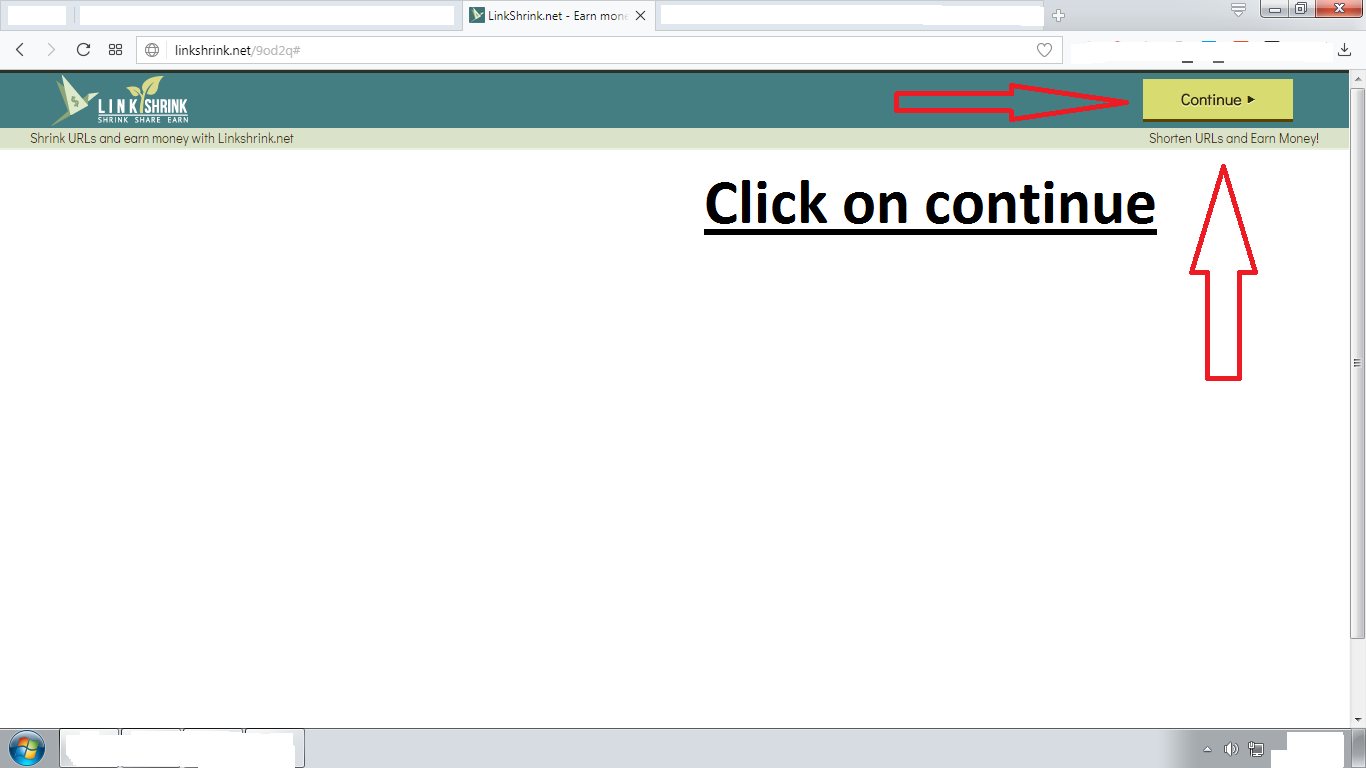 LinkShrink.net - Earn mone
linkshrink.net/9od2q#
LINK SHRINK
SHRINK SHARE EARN
Continue ▸
Shrink URLs and earn money with Linkshrink.net
Shorten URLs and Earn Money!
Click on continue